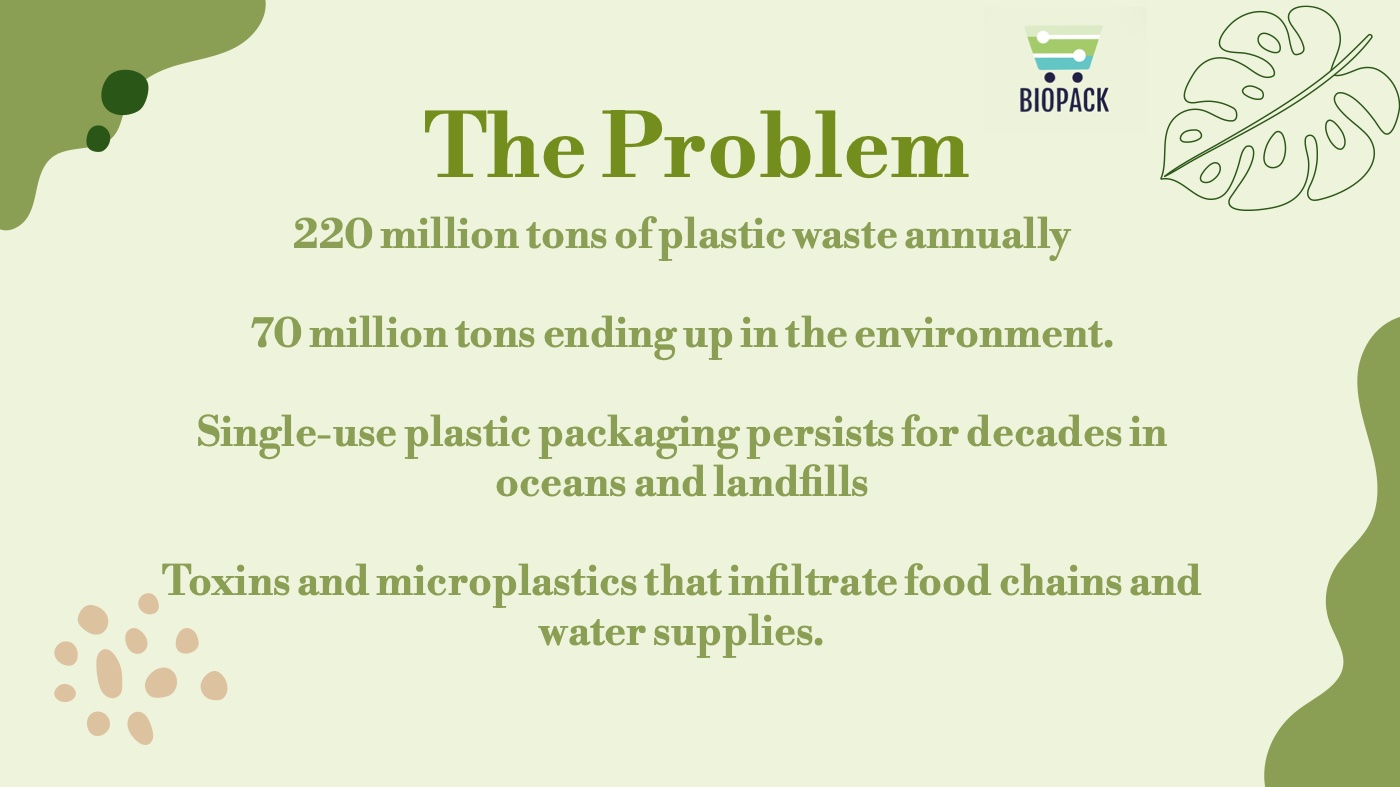 BIOPACK
The Problem
220 million tons of plastic waste annually
70 million tons ending up in the environment.
Single-use plastic packaging persists for decades in
oceans and landfills
Toxins and microplastics that infiltrate food chains and
water supplies.